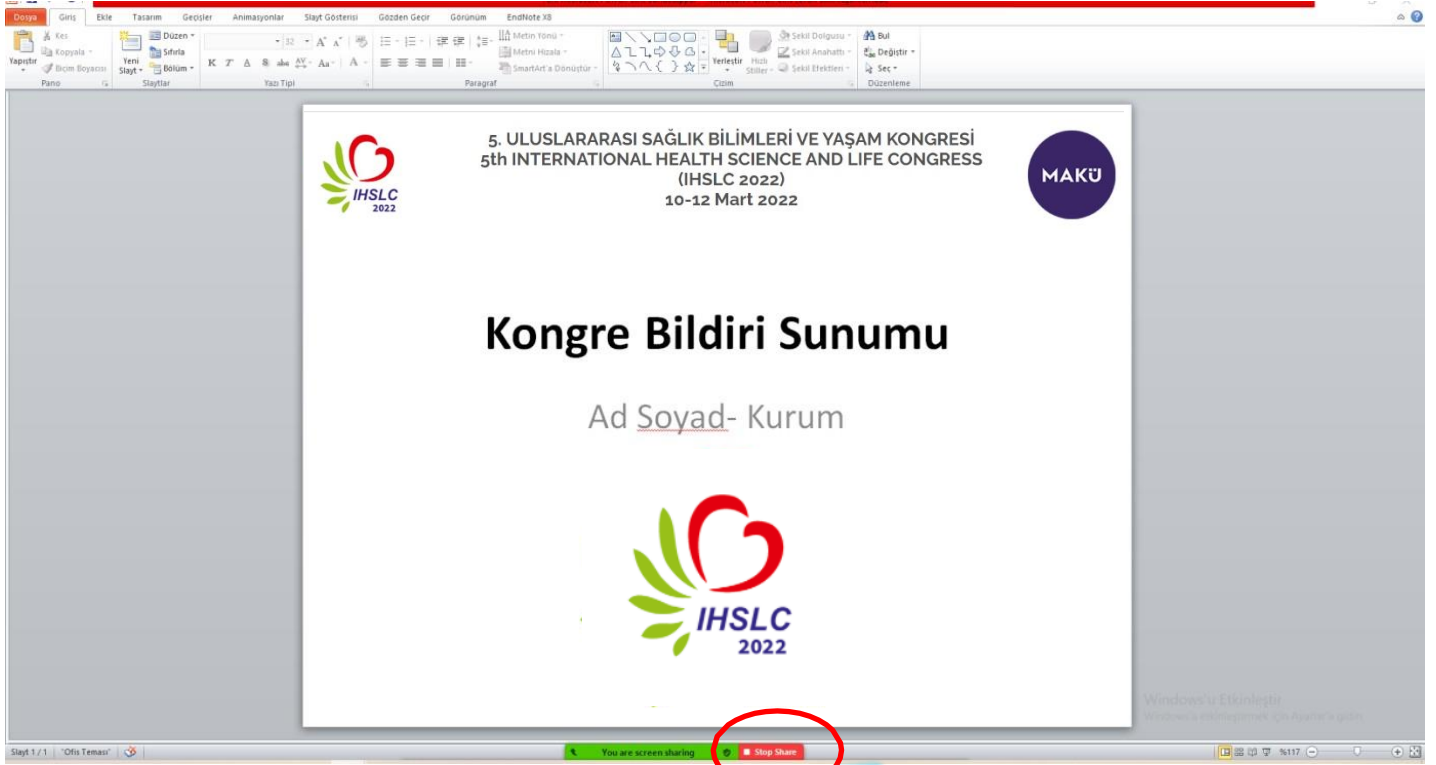 Dosya Giriş Ekle Tasarım Geçişler Animasyonlar Slayt Gösterisi Gözden Geçir Görünüm EndNote X8
Yapıştır
Kes
Kopyala
Biçim Boyacısı
Pano
Yeni
Slayt
Düzen
Sıfırla
Bölüm
Slaytlar
32
K T A S abc AV Aa A
Yazı Tipi
Metin Yönü
Metni Hizala
SmartArt'a Dönüştür
Paragraf
Yerleştir
Hızlı
Stiller
Şekil Dolgusu
Şekil Anahattı
Şekil Efektleri
Çizim
Bul
Değiştir
Seç
Düzenleme
IHSLC
2022
5. ULUSLARARASI SAĞLIK BİLİMLERİ VE YAŞAM KONGRESİ
5th INTERNATIONAL HEALTH SCIENCE AND LIFE CONGRESS
(IHSLC 2022)
10-12 Mart 2022
MAKÜ
Kongre Bildiri Sunumu
Ad Soyad- Kurum
IHSLC
2022
Windows'u Etkinleştir
Slayt 1 / 1 "Ofis Teması"
You are screen sharing
Stop Share
%117